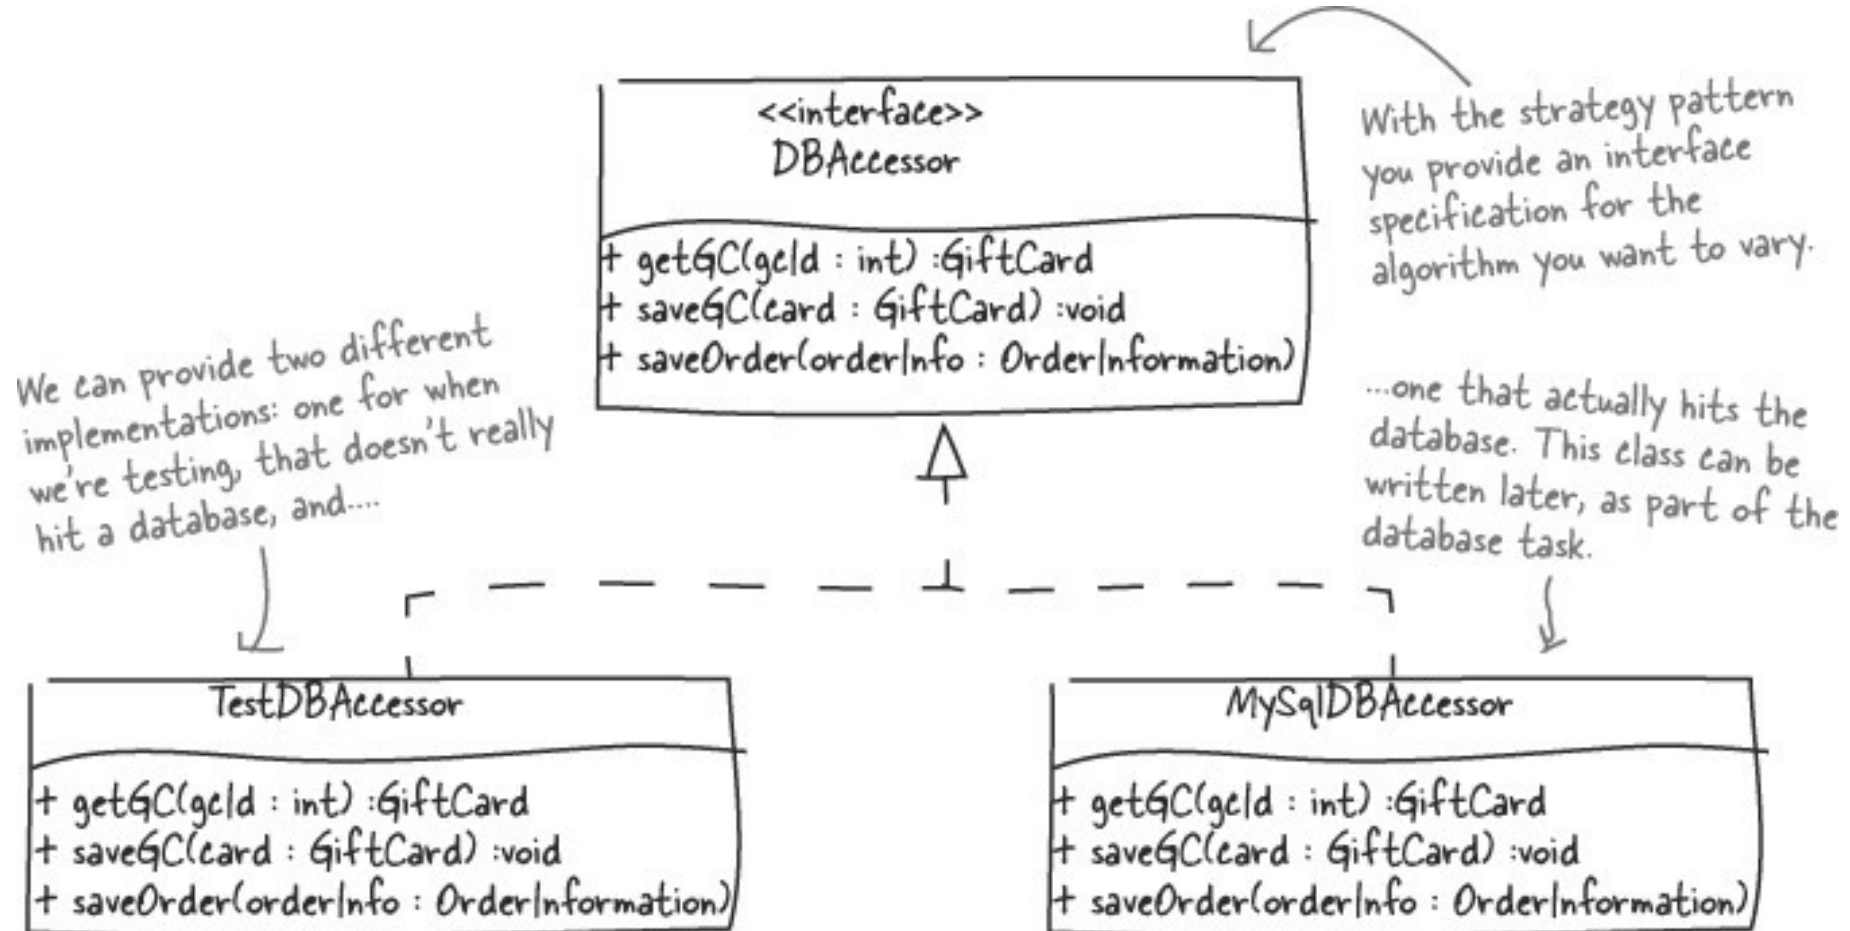 <<interface>>
DBAccessor
+ getGC(gcId : int) :GiftCard
+ saveGC(card : GiftCard) :void
+ saveOrder(orderInfo : OrderInformation)
With the strategy pattern
you provide an interface
specification for the
algorithm you want to vary.
We can provide two different
implementations: one for when
we're testing, that doesn't really
hit a database, and....
...one that actually hits the
database. This class can be
written later, as part of the
database task.
TestDBAccessor
+ getGC(gcId : int) :GiftCard
+ saveGC(card : GiftCard) :void
+ saveOrder(orderInfo : OrderInformation)
MySqlDBAccessor
+ getGC(gcId : int) :GiftCard
+ saveGC(card : GiftCard) :void
+ saveOrder(orderInfo : OrderInformation)